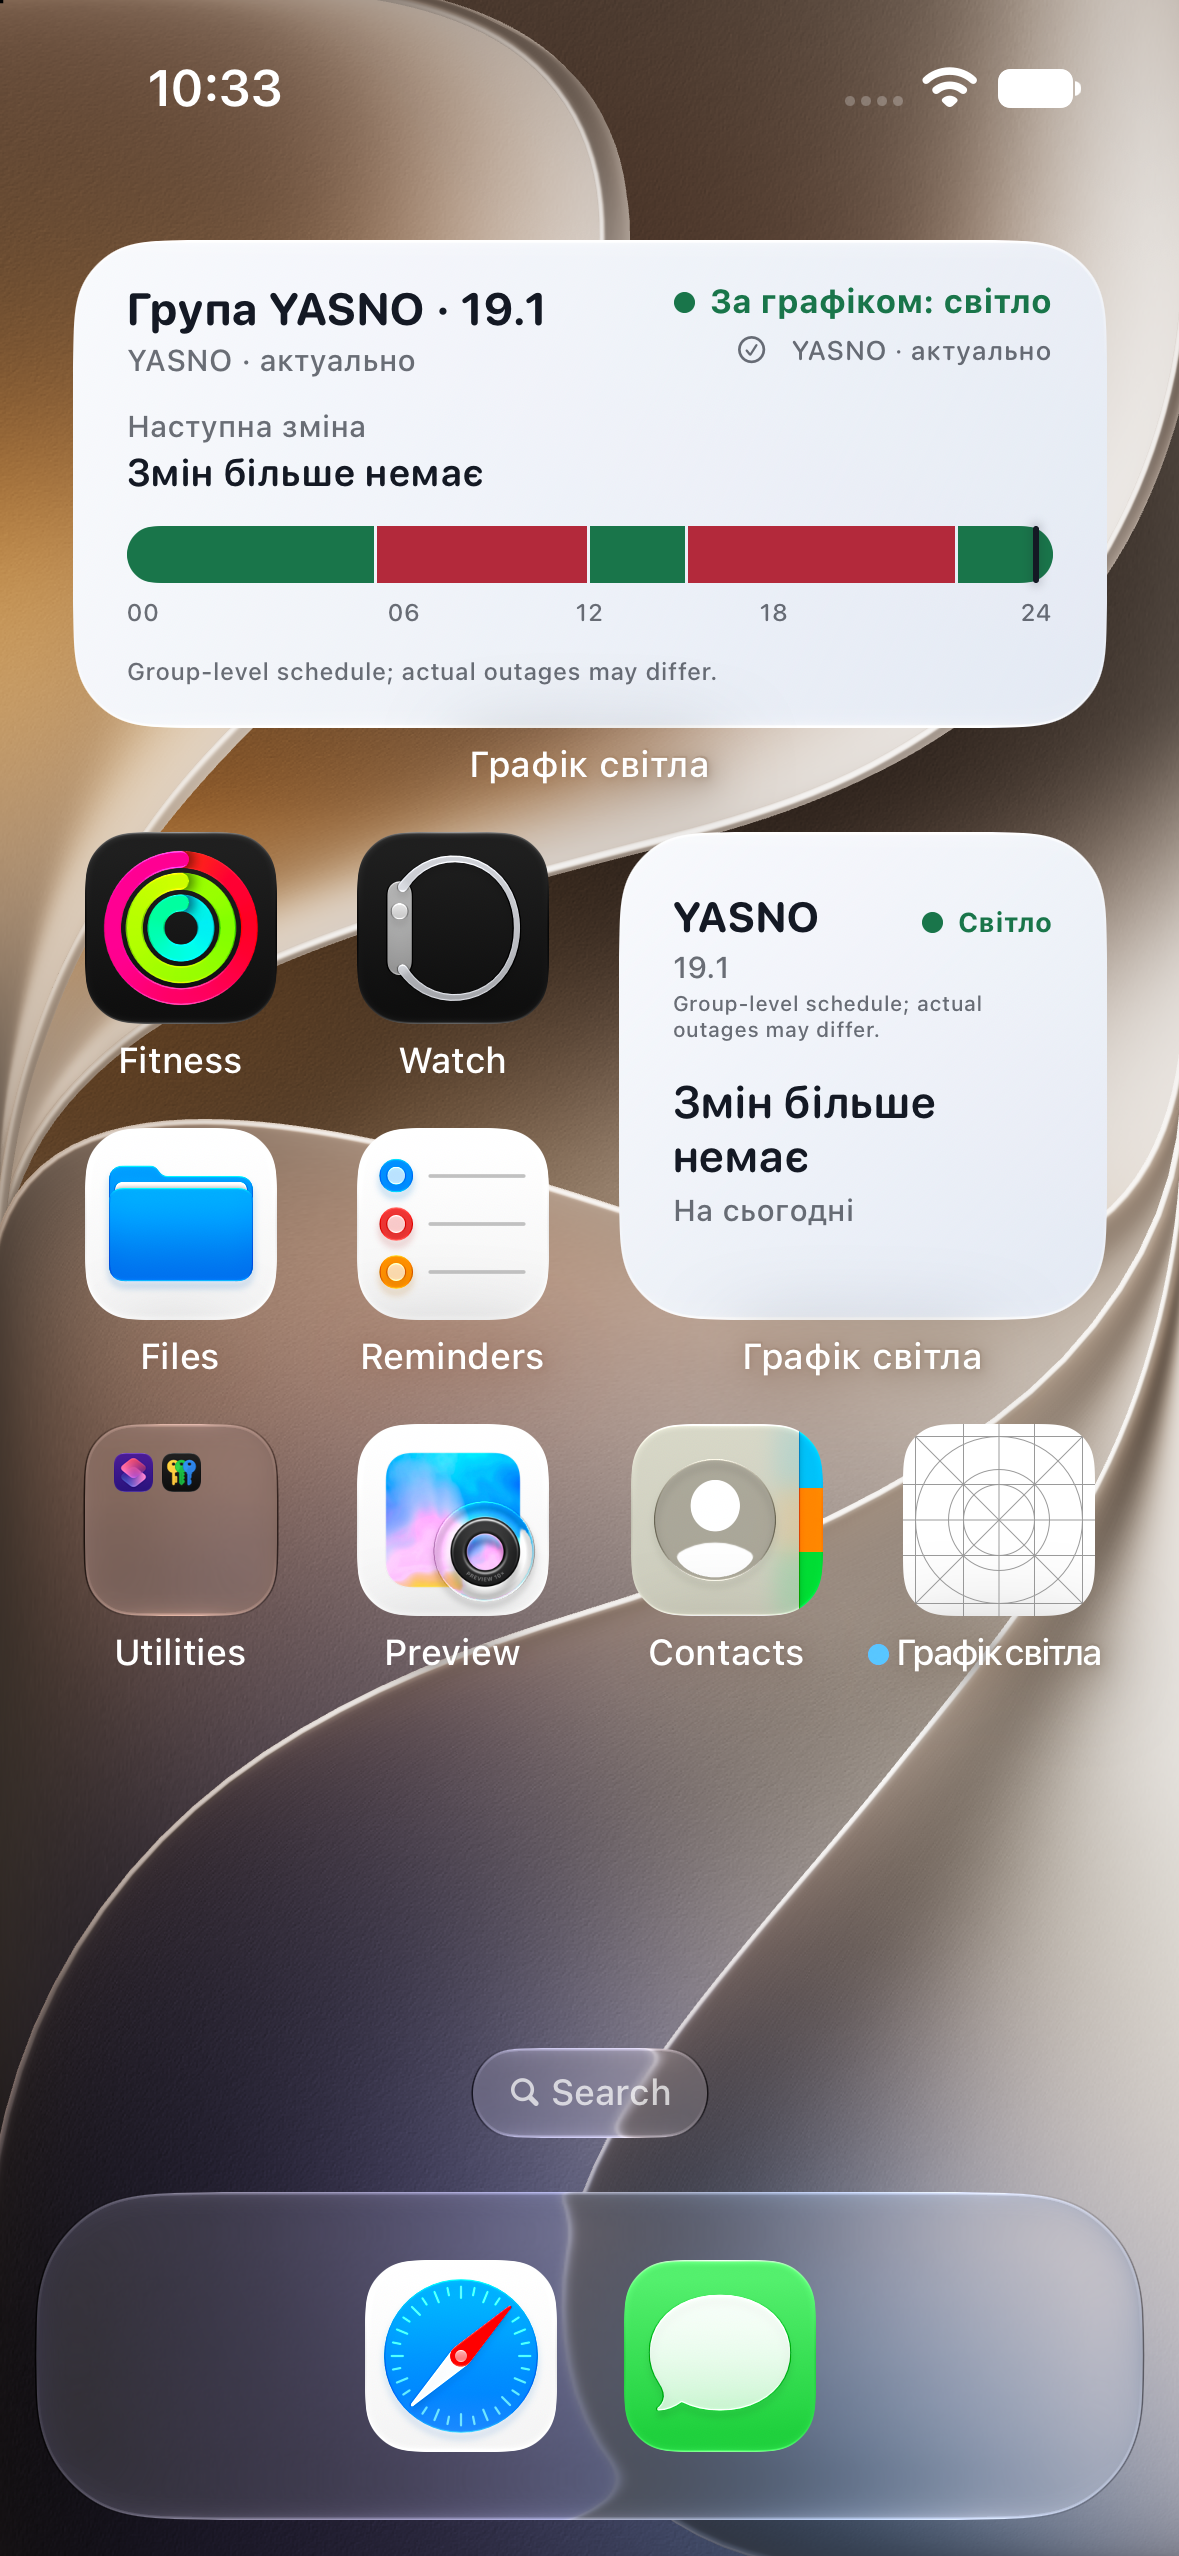 10:33
Група YASNO · 19.1
За графіком: світло
YASNO · актуально
YASNO · актуально
Наступна зміна
Змін більше немає
00 06 12 18 24
Group-level schedule; actual outages may differ.
Графік світла
Fitness
Watch
YASNO
Світло
19.1
Group-level schedule; actual
outages may differ.
Змін більше
немає
На сьогодні
Files
Reminders
Графік світла
Utilities
Preview
Contacts
Графік світла
Search